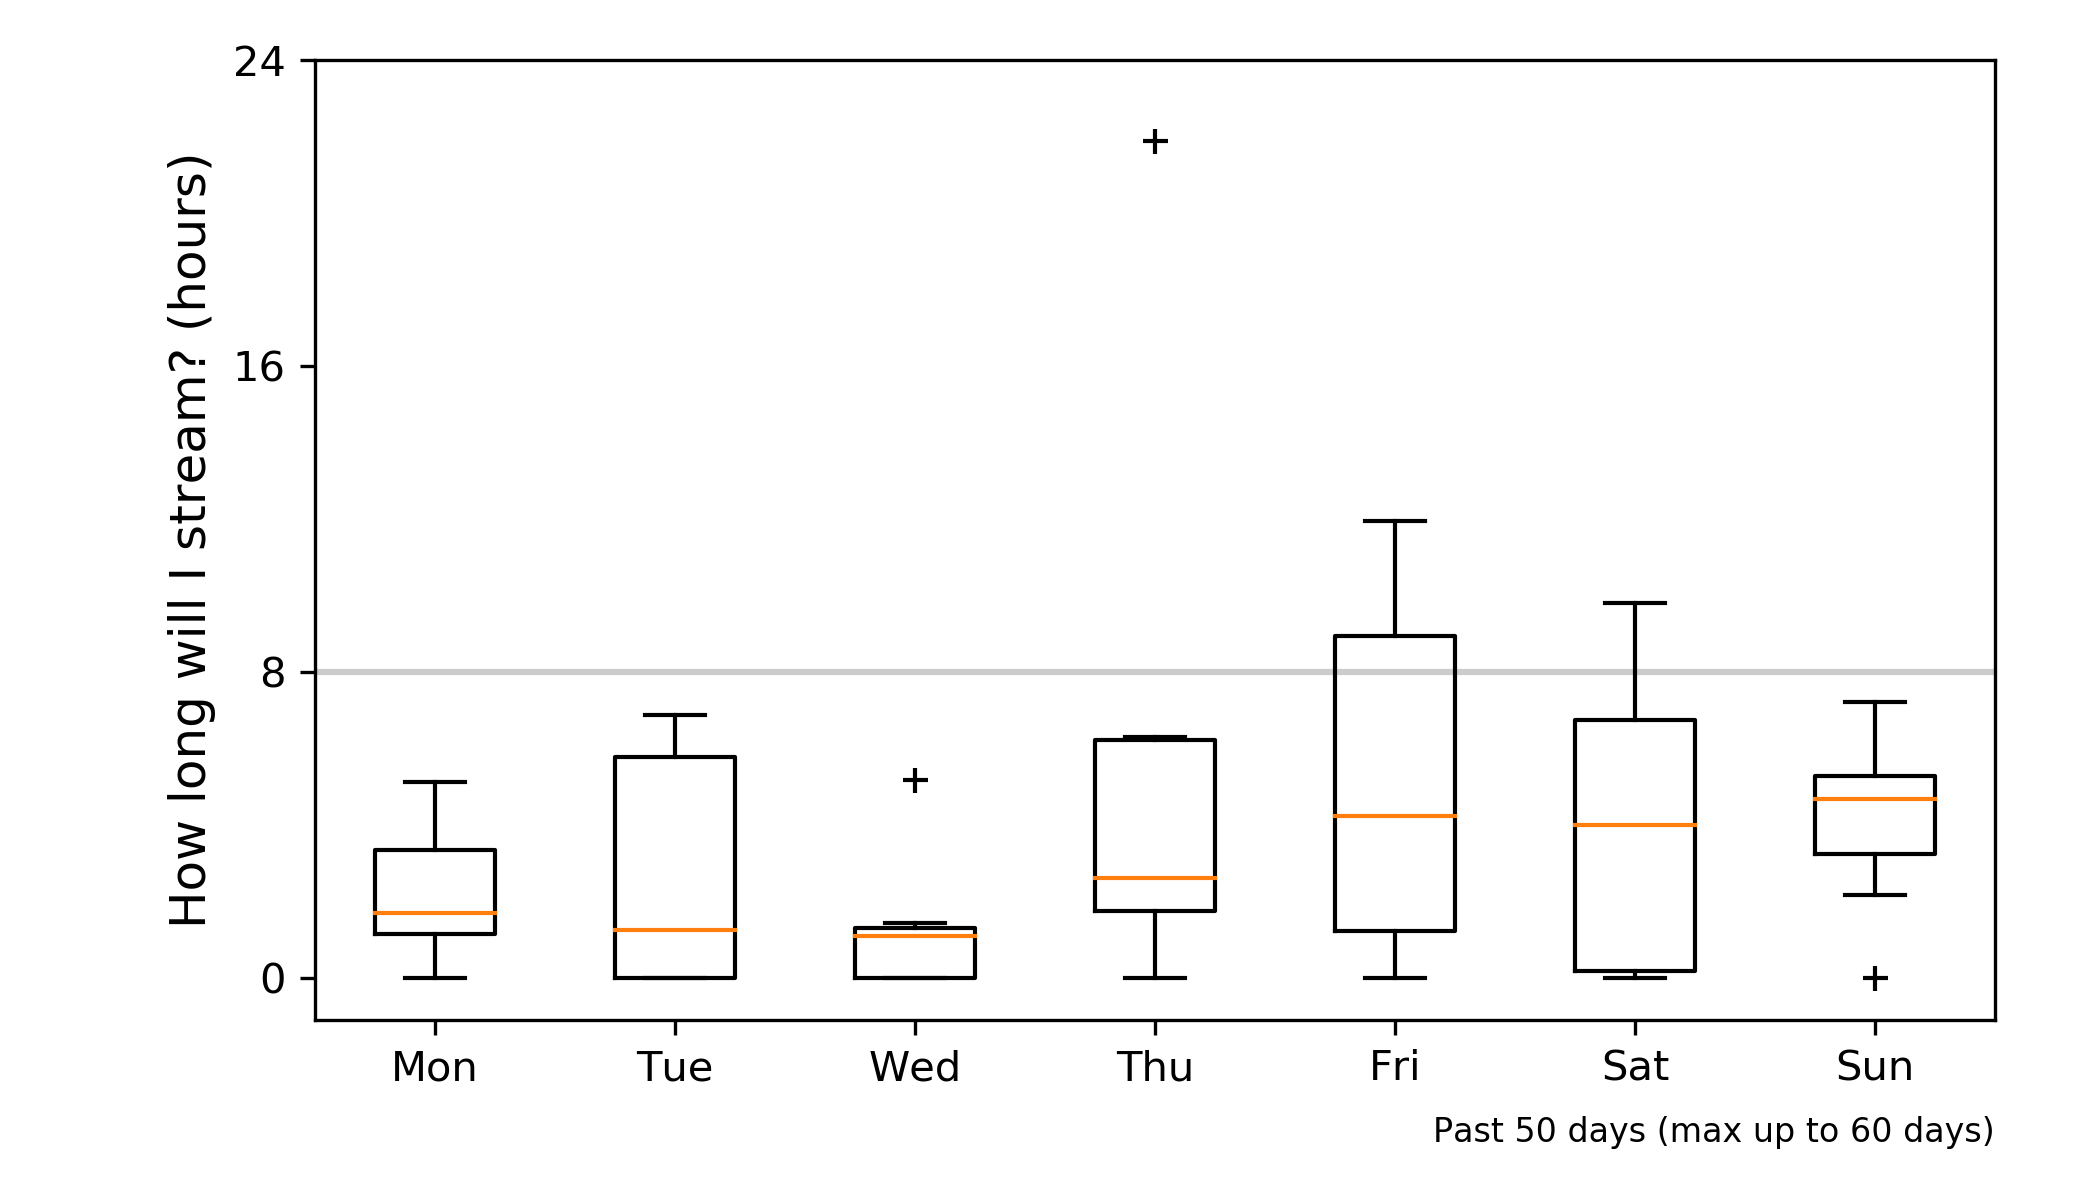 How long will I stream? (hours)
24
16
8
0
Mon Tue Wed Thu Fri Sat Sun
Past 50 days (max up to 60 days)